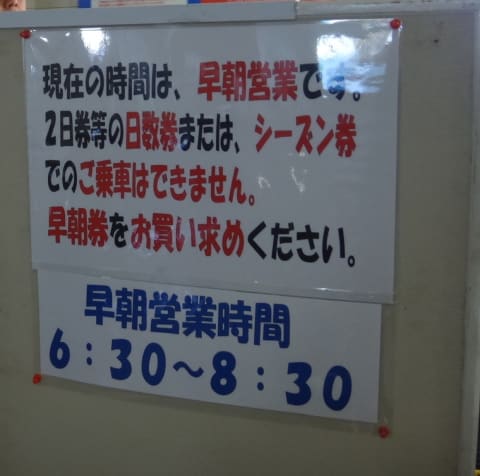 現在の時間は、早朝営業です。
2日券等の日数券または、シーズン券
でのご乗車はできません。
早朝券をお買い求めください。
早朝営業時間
6:30～8:30